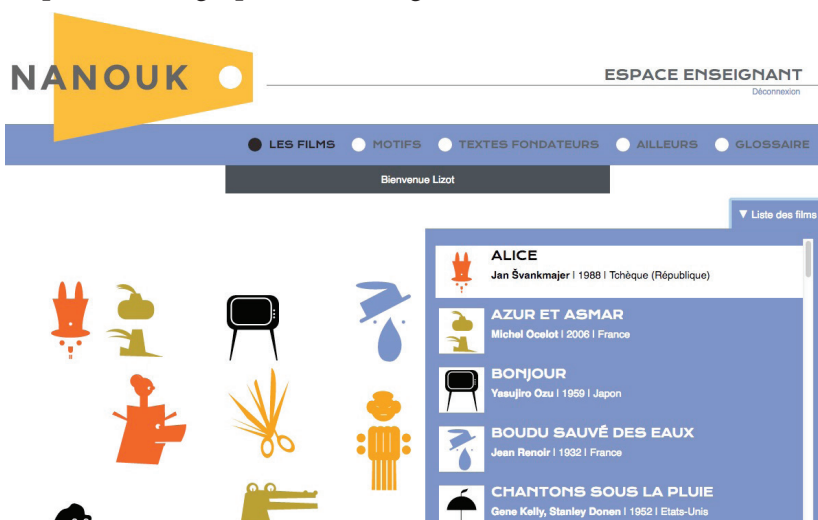 NANOUK
ESPACE ENSEIGNANT
Déconnexion
LES FILMS MOTIFS TEXTES FONDATEURS AILLEURS GLOSSAIRE
Bienvenue Lizot
▼ Liste des films
ALICE
Jan Švankmajer | 1988 | Tchèque (République)
AZUR ET ASMAR
Michel Ocelot | 2006 | France
BONJOUR
Yasujiro Ozu | 1959 | Japon
BOUDU SAUVÉ DES EAUX
Jean Renoir | 1932 | France
CHANTONS SOUS LA PLUIE
Gene Kelly, Stanley Donen | 1952 | Etats-Unis